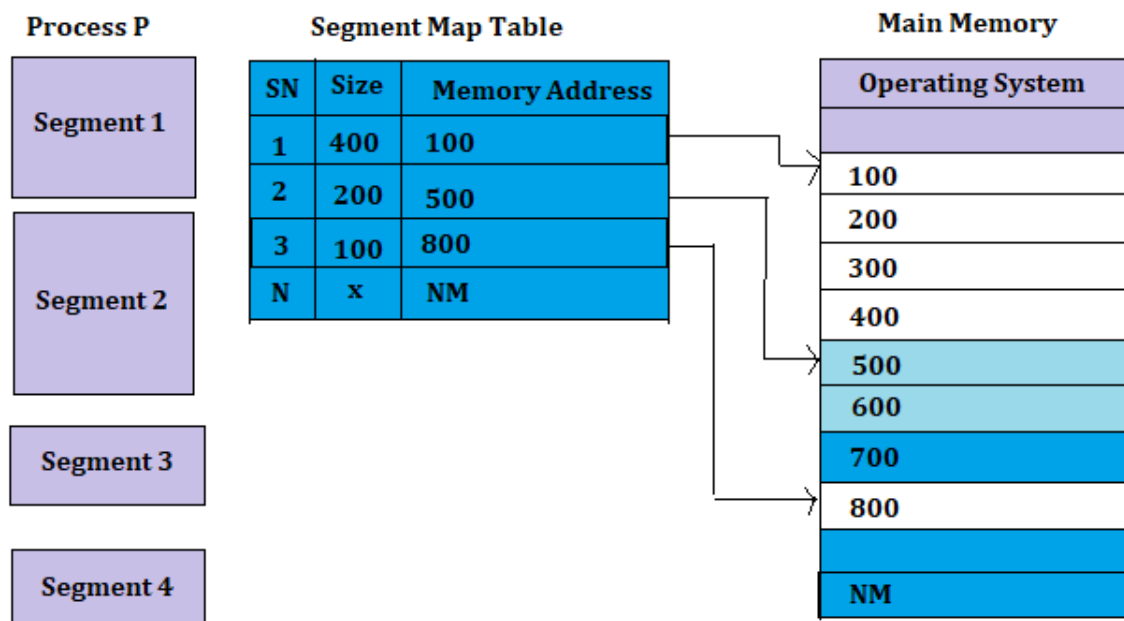 Process P
Segment Map Table
Main Memory
Segment 1
Segment 2
Segment 3
Segment 4
SN Size Memory Address
1 400 100
2 200 500
3 100 800
N x NM
Operating System
100
200
300
400
500
600
700
800
NM